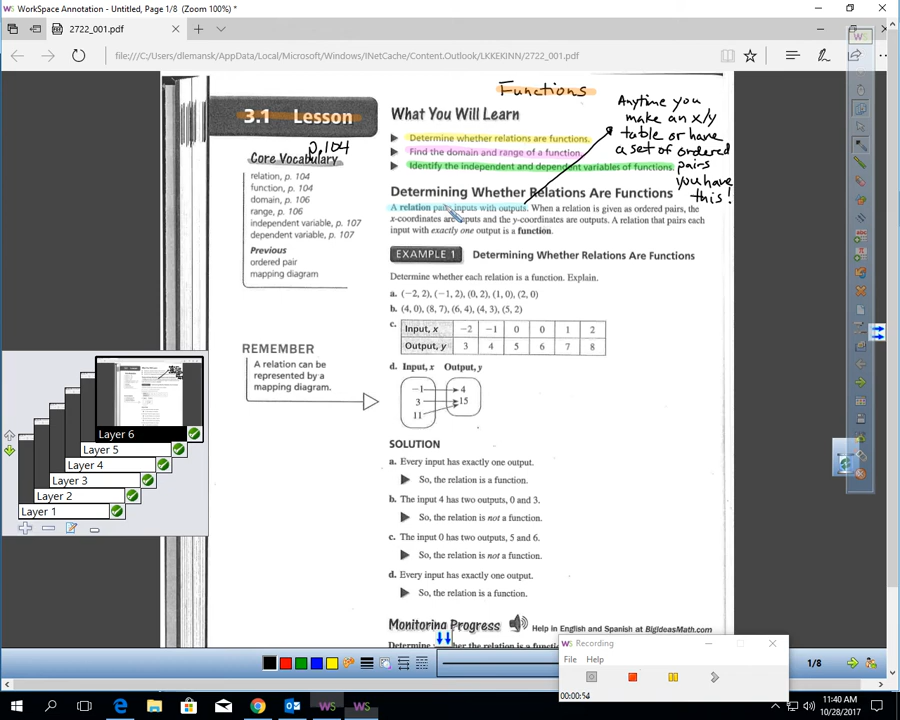 WorkSpace Annotation - Untitled, Page 1/8 (Zoom 100%) *
2722_001.pdf
file:///C:/Users/dlemansk/AppData/Local/Microsoft/Windows/INetCache/Content.Outlook/LKKEKINN/2722_001.pdf
WS
Functions
3.1 Lesson
What You Will Learn
Anytime you
make an x/y
table or have
a set of ordered
pairs
you have
this!
p.104
Core Vocabulary
relation, p. 104
function, p. 104
domain, p. 106
range, p. 106
independent variable, p. 107
dependent variable, p. 107
Previous
ordered pair
mapping diagram
Determine whether relations are functions.
Find the domain and range of a function.
Identify the independent and dependent variables of functions.
Determining Whether Relations Are Functions
A relation pairs inputs with outputs. When a relation is given as ordered pairs, the
x-coordinates are inputs and the y-coordinates are outputs. A relation that pairs each
input with exactly one output is a function.
EXAMPLE 1 Determining Whether Relations Are Functions
Determine whether each relation is a function. Explain.
a. (−2, 2), (−1, 2), (0, 2), (1, 0), (2, 0)
b. (4, 0), (8, 7), (6, 4), (4, 3), (5, 2)
c. Input, x −2 −1 0 0 1 2
Output, y 3 4 5 6 7 8
REMEMBER
A relation can be
represented by a
mapping diagram.
d. Input, x Output, y
−1 4
3 15
11
SOLUTION
a. Every input has exactly one output.
So, the relation is a function.
b. The input 4 has two outputs, 0 and 3.
So, the relation is not a function.
c. The input 0 has two outputs, 5 and 6.
So, the relation is not a function.
d. Every input has exactly one output.
So, the relation is a function.
Monitoring Progress
Help in English and Spanish at BigIdeasMath.com
Layer 6
Layer 5
Layer 4
Layer 3
Layer 2
Layer 1
WS Recording
File Help
00:00:54
1/8
WS
WS
11:40 AM
10/28/2017